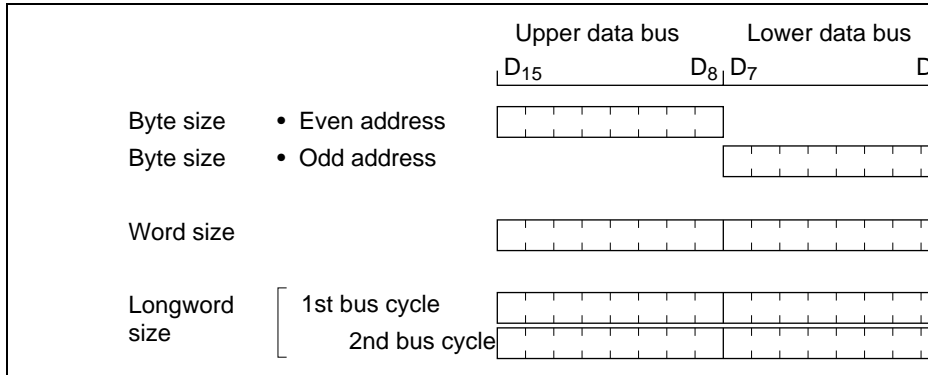 Upper data bus Lower data bus
D15 D8 D7 D
Byte size • Even address
Byte size • Odd address
Word size
Longword size 1st bus cycle
2nd bus cycle